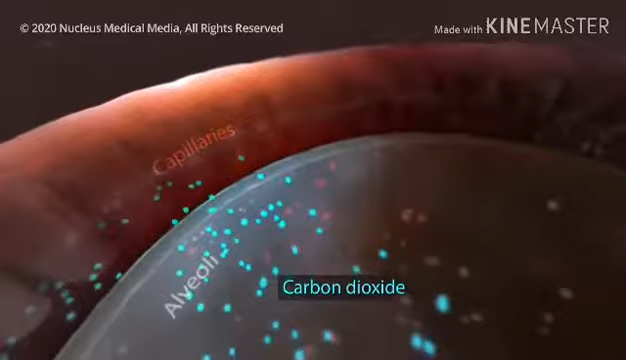 © 2020 Nucleus Medical Media, All Rights Reserved
Made with KINEMASTER
Capillaries
Alveoli
Carbon dioxide